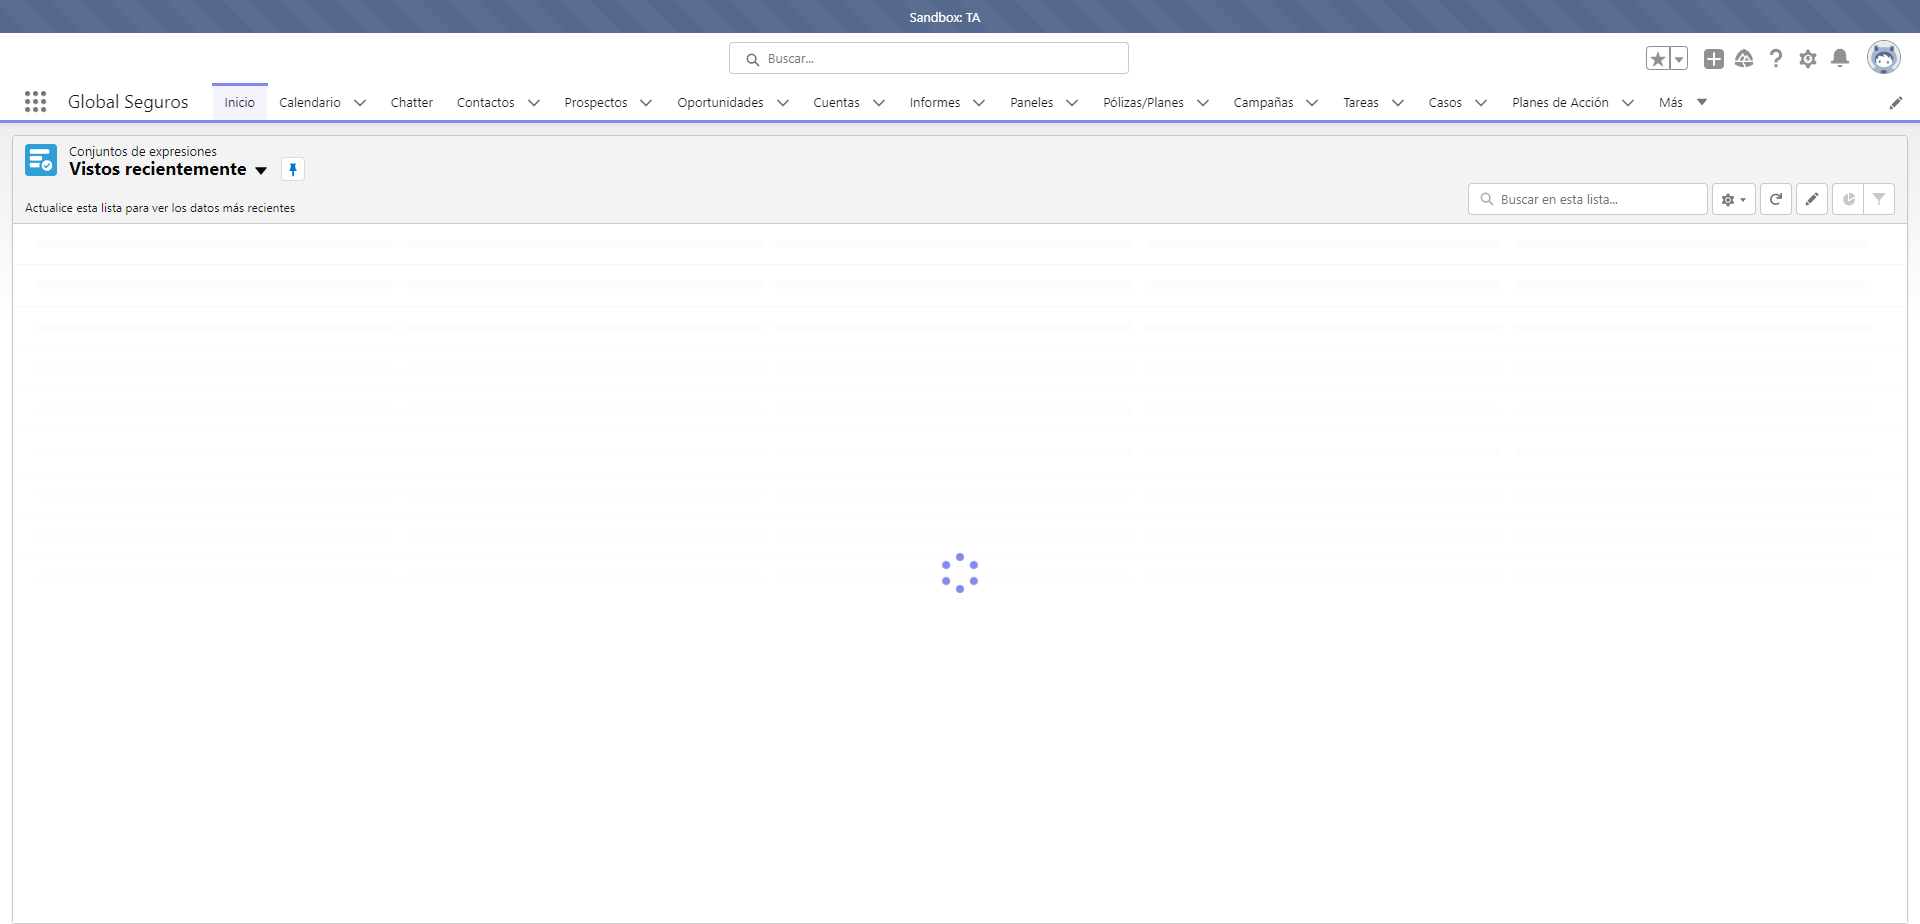 Sandbox: TA
Buscar...
Global Seguros
Inicio
Calendario
Chatter
Contactos
Prospectos
Oportunidades
Cuentas
Informes
Paneles
Pólizas/Planes
Campañas
Tareas
Casos
Planes de Acción
Más
Conjuntos de expresiones
Vistos recientemente
Actualice esta lista para ver los datos más recientes
Buscar en esta lista...